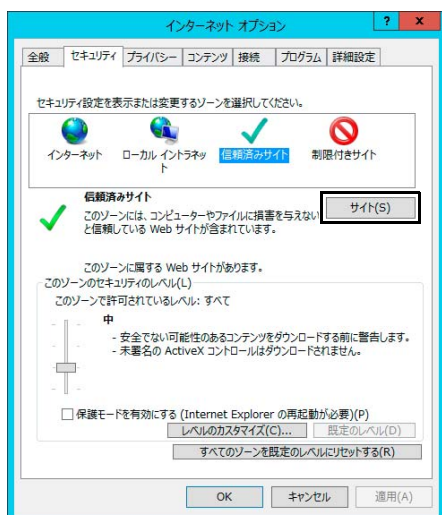 インターネット オプション
?
x
全般 セキュリティ プライバシー コンテンツ 接続 プログラム 詳細設定
セキュリティ設定を表示または変更するゾーンを選択してください。
インターネット ローカル イントラネッ 信頼済みサイト 制限付きサイト
ト
信頼済みサイト
サイト(S)
このゾーンには、コンピューターやファイルに損害を与えない
と信頼している Web サイトが含まれています。
このゾーンに属する Web サイトがあります。
このゾーンのセキュリティのレベル(L)
このゾーンで許可されているレベル: すべて
中
- 安全でない可能性のあるコンテンツをダウンロードする前に警告します。
- 未署名の ActiveX コントロールはダウンロードされません。
保護モードを有効にする (Internet Explorer の再起動が必要)(P)
レベルのカスタマイズ(C)... 既定のレベル(D)
すべてのゾーンを既定のレベルにリセットする(R)
OK キャンセル 適用(A)